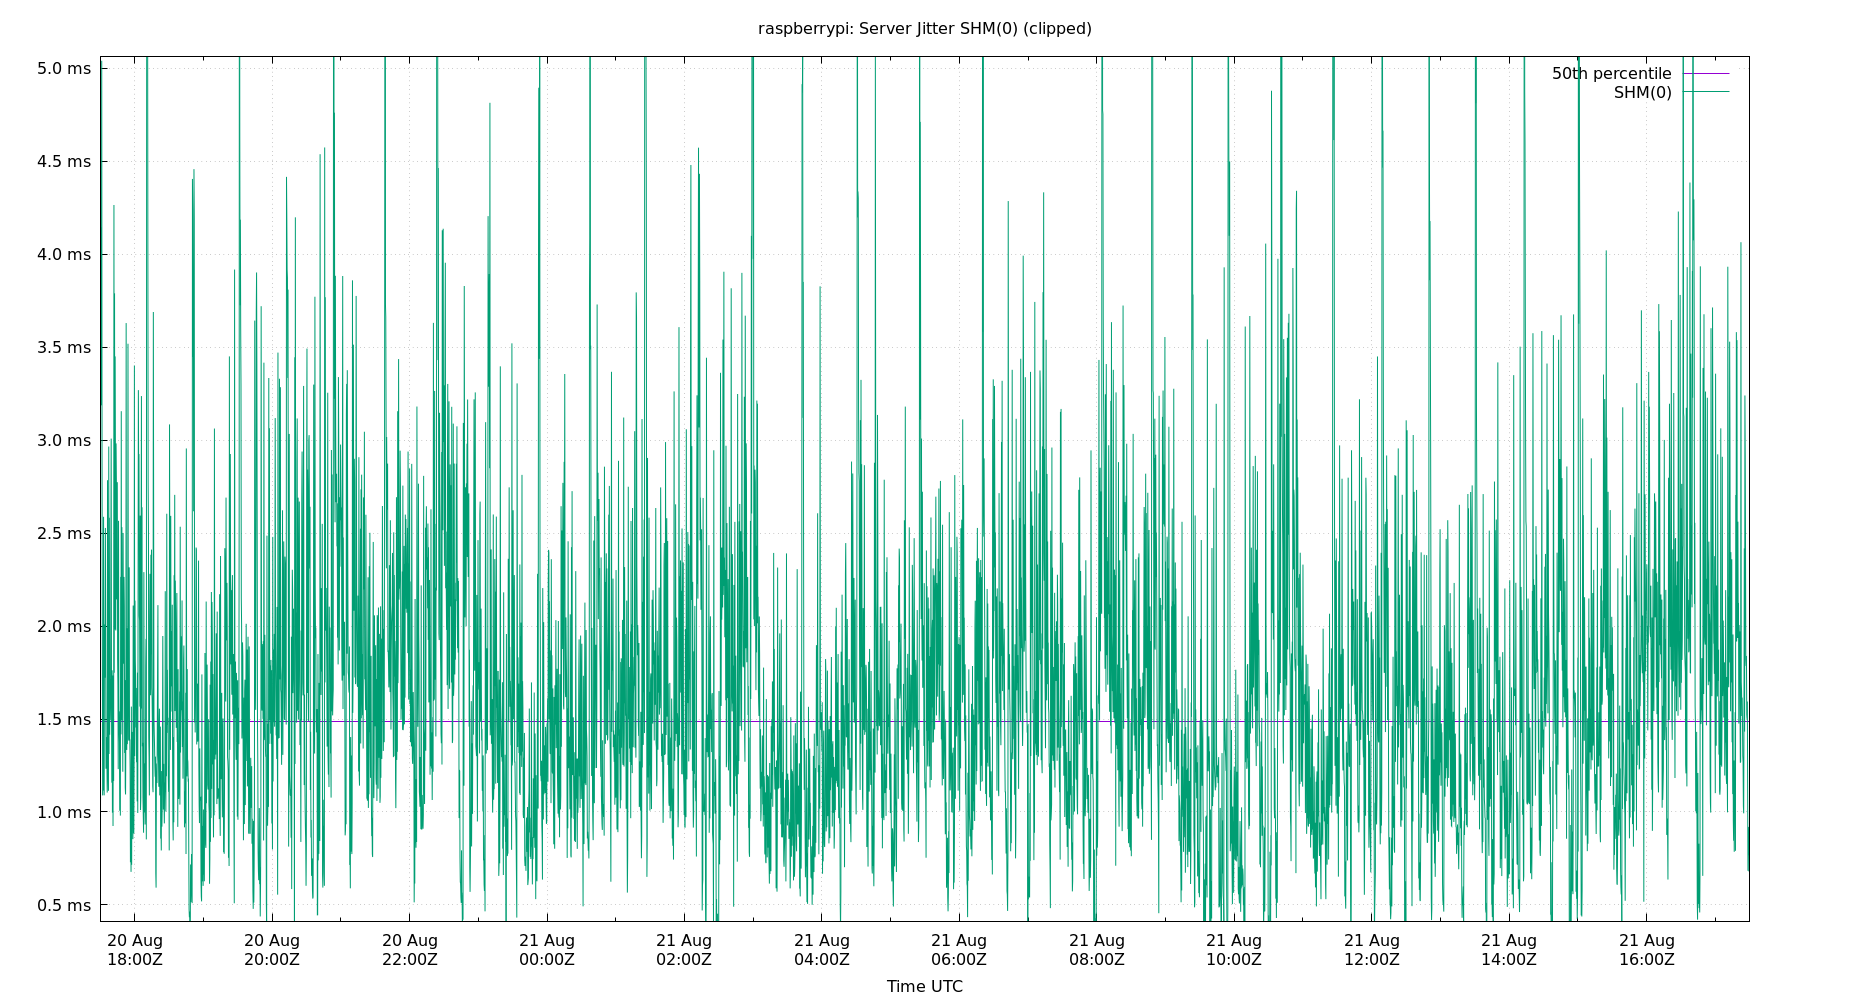 raspberrypi: Server Jitter SHM(0) (clipped)
5.0 ms
50th percentile
SHM(0)
4.5 ms
4.0 ms
3.5 ms
3.0 ms
2.5 ms
2.0 ms
1.5 ms
1.0 ms
0.5 ms
20 Aug 20 Aug 20 Aug 21 Aug 21 Aug 21 Aug 21 Aug 21 Aug 21 Aug 21 Aug 21 Aug 21 Aug
18:00Z 20:00Z 22:00Z 00:00Z 02:00Z 04:00Z 06:00Z 08:00Z 10:00Z 12:00Z 14:00Z 16:00Z
Time UTC